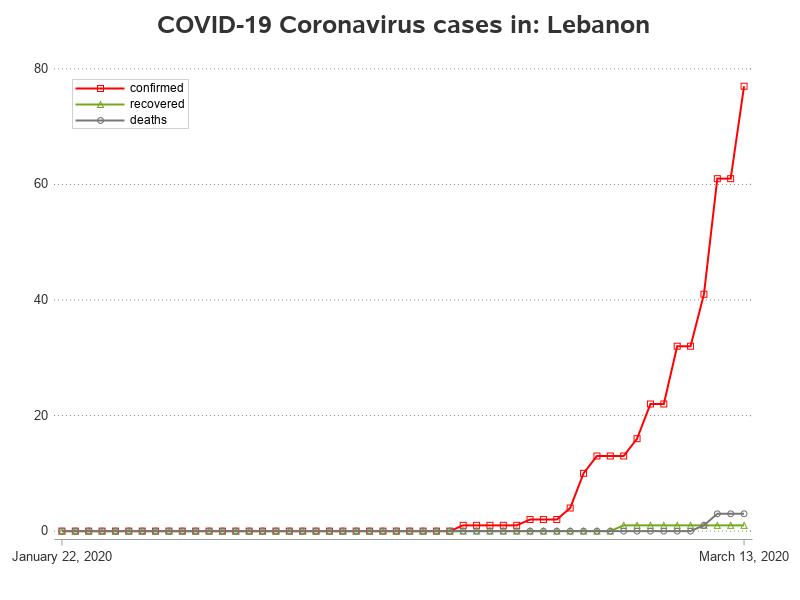 COVID-19 Coronavirus cases in: Lebanon
80
confirmed
recovered
deaths
60
40
20
0
January 22, 2020
March 13, 2020